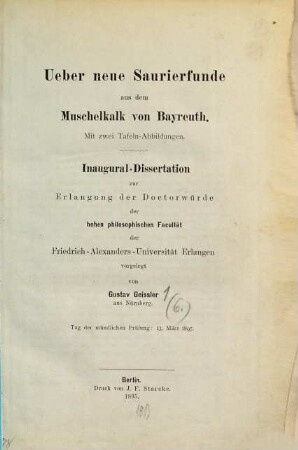 Ueber neue Saurierfunde
aus dem
Muschelkalk von Bayreuth.
Mit zwei Tafeln-Abbildungen.
Inaugural-Dissertation
zur
Erlangung der Doctorwürde
der
hohen philosophischen Facultät
der
Friedrich-Alexanders-Universität Erlangen
vorgelegt
von
Gustav Geissler
aus Nürnberg.
Tag der mündlichen Prüfung: 13. März
Berlin.
Druck von J. F. Starcke.
1895.